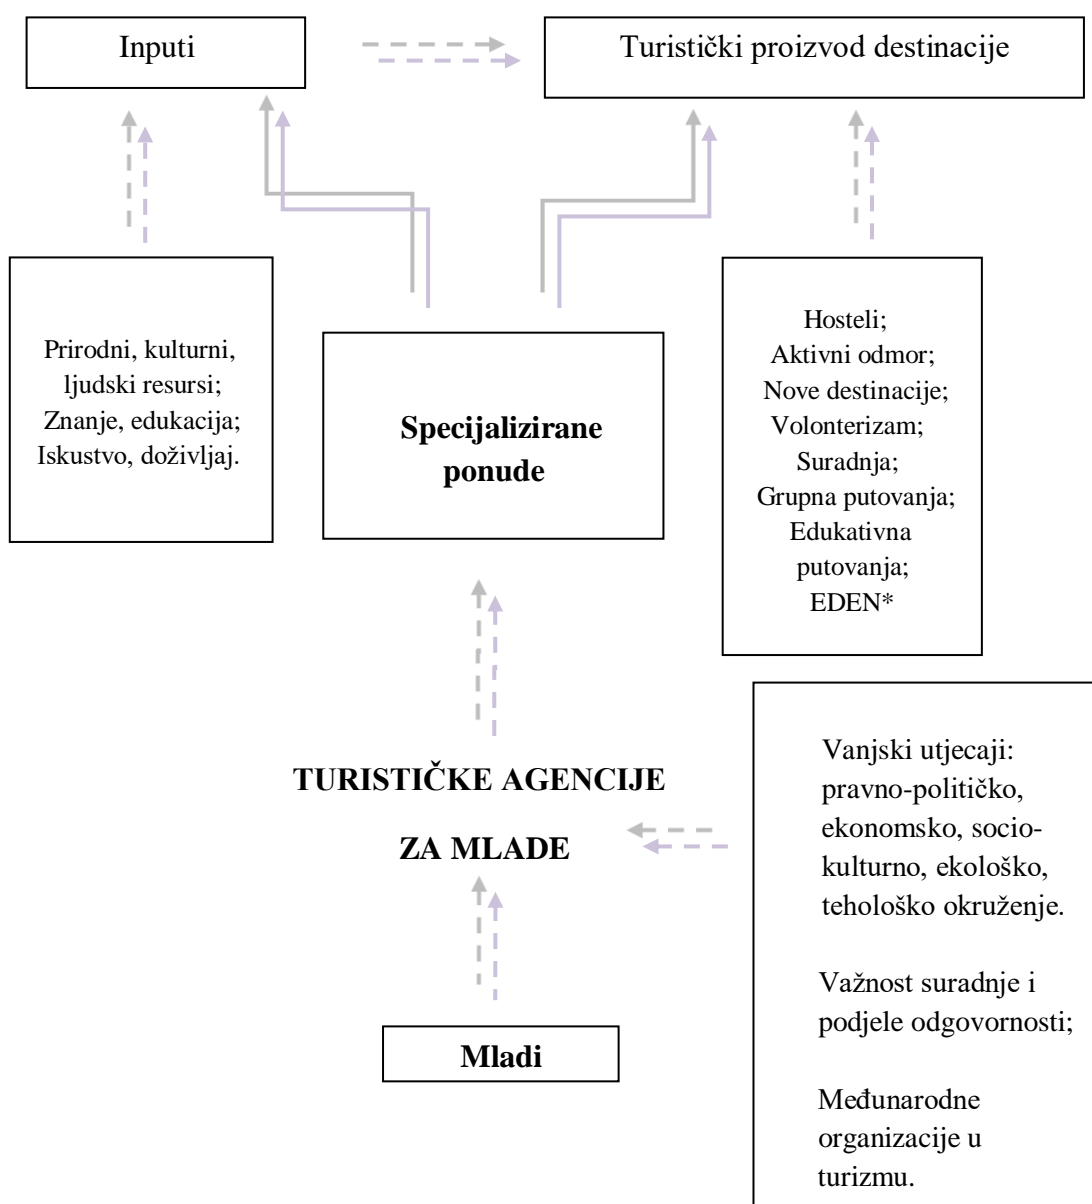 Inputi
Turistički proizvod destinacije
Prirodni, kulturni,
ljudski resursi;
Znanje, edukacija;
Iskustvo, doživljaj.
Specijalizirane
ponude
Hosteli;
Aktivni odmor;
Nove destinacije;
Volonterizam;
Suradnja;
Grupna putovanja;
Edukativna
putovanja;
EDEN*
TURISTIČKE AGENCIJE
ZA MLADE
Vanjski utjecaji:
pravno-političko,
ekonomsko, socio-
kulturno, ekološko,
tehološko okruženje.
Važnost suradnje i
podjele odgovornosti;
Međunarodne
organizacije u
turizmu.
Mladi